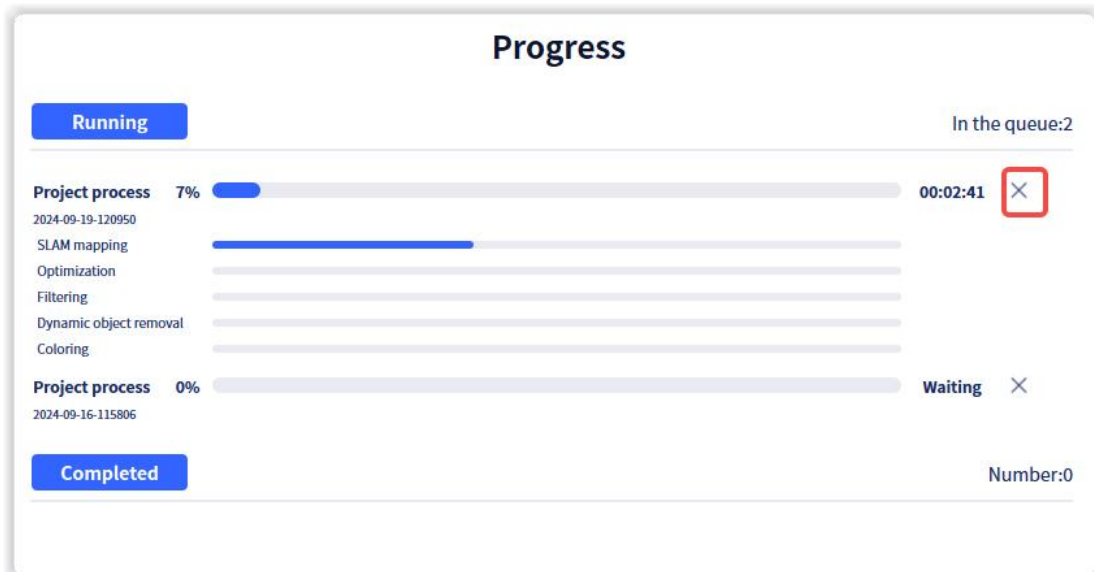 Progress
Running In the queue:2
Project process 7% 00:02:41
2024-09-19-120950
SLAM mapping
Optimization
Filtering
Dynamic object removal
Coloring
Project process 0% Waiting
2024-09-16-115806
Completed Number:0